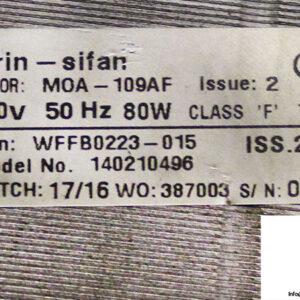 rin – sifan
OR: MOA – 109AF Issue: 2
0v 50 Hz 80W CLASS 'F'
n: WFFB0223 – 015 ISS.2
del No. 140210496
TCH: 17/16 WO: 387003 S/N: 0